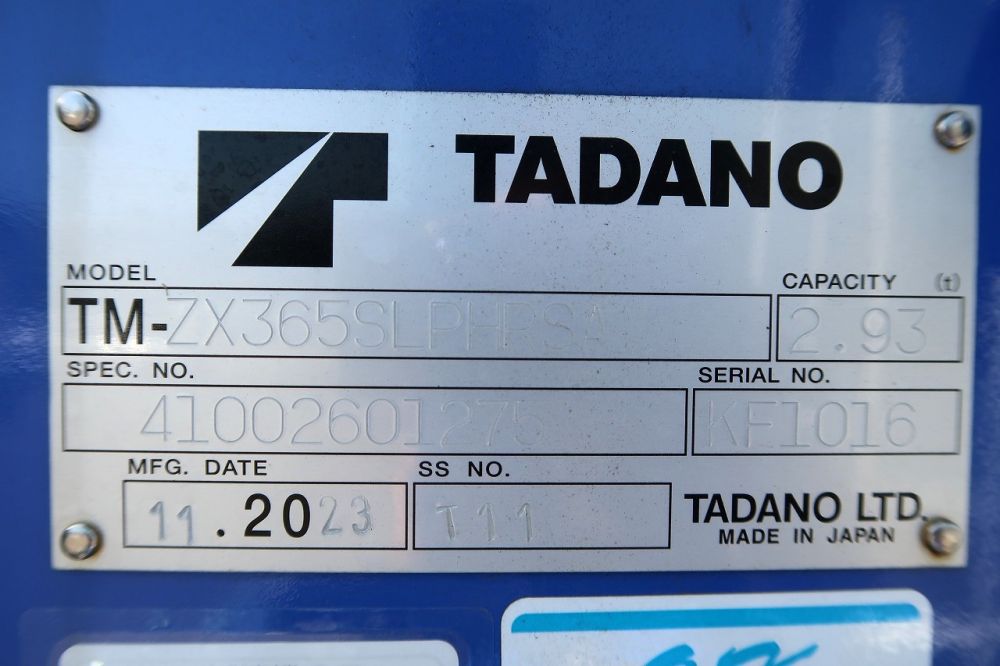 TADANO
MODEL
CAPACITY (t)
TM-ZX365SLPHRSA
2.93
SPEC. NO.
SERIAL NO.
41002601275
KF1016
MFG. DATE
SS NO.
11.2023
T11
TADANO LTD.
MADE IN JAPAN